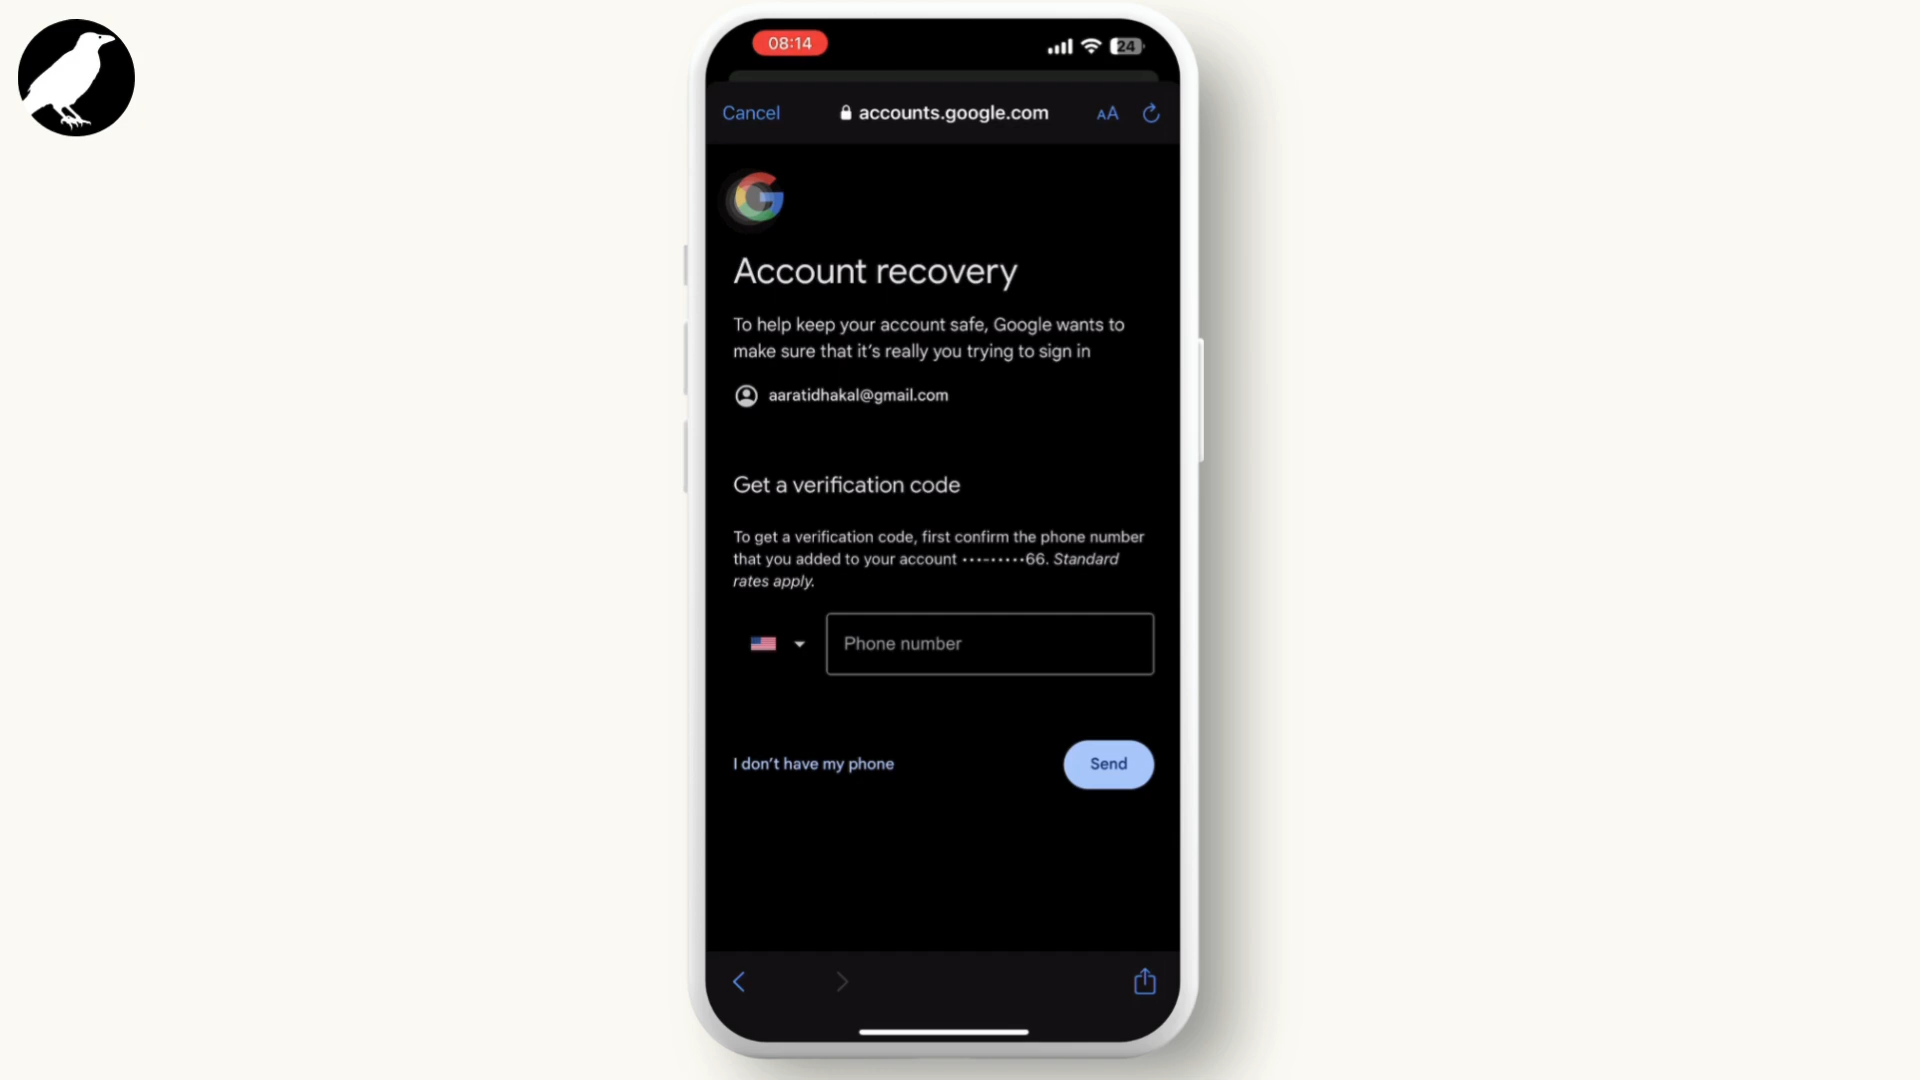 08:14
24
Cancel
accounts.google.com
AA
Account recovery
To help keep your account safe, Google wants to
make sure that it's really you trying to sign in
aaratidhakal@gmail.com
Get a verification code
To get a verification code, first confirm the phone number
that you added to your account •••-•••••66. Standard
rates apply.
Phone number
I don't have my phone
Send